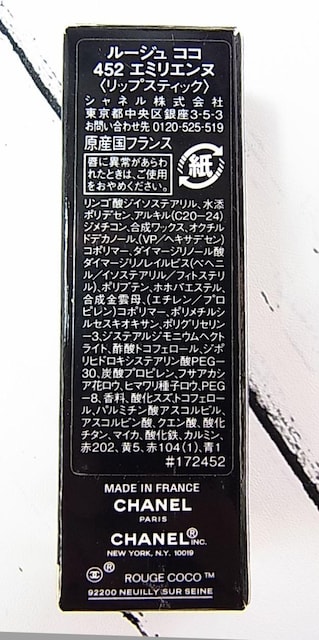 ルージュ ココ
452 エミリエンヌ
〈リップスティック〉
シャネル株式会社
東京都中央区銀座3-5-3
お問い合わせ先 0120-525-519
原産国フランス
唇に異常があらわ
れたときは、ご使用
をおやめください。
紙
リンゴ酸ジイソステアリル、水添
ポリデセン、アルキル(C20-24)
ジメチコン、合成ワックス、オクチル
ドデカノール、(VP/ヘキサデセン)
コポリマー、ダイマージリノール酸
ダイマージリノレイルビス(ベヘニ
ル/イソステアリル/フィトステリ
ル)、ポリブテン、ホホバエステル、
合成金雲母、(エチレン/プロ
ピレン)コポリマー、ポリメチルシ
ルセスキオキサン、ポリグリセリン
-3、ジステアルジモニウムヘクト
ライト、酢酸トコフェロール、ジポ
リヒドロキシステアリン酸PEG-
30、炭酸プロピレン、フサアカシ
ア花ロウ、ヒマワリ種子ロウ、PEG
-8、香料、酸化スズ、トコフェロー
ル、パルミチン酸アスコルビル、
アスコルビン酸、クエン酸、酸化
チタン、マイカ、酸化鉄、カルミン、
赤202、黄5、赤104(1)、青1
#172452
MADE IN FRANCE
CHANEL
PARIS
CHANEL® INC.
NEW YORK, N.Y. 10019
® ROUGE COCO™
92200 NEUILLY SUR SEINE